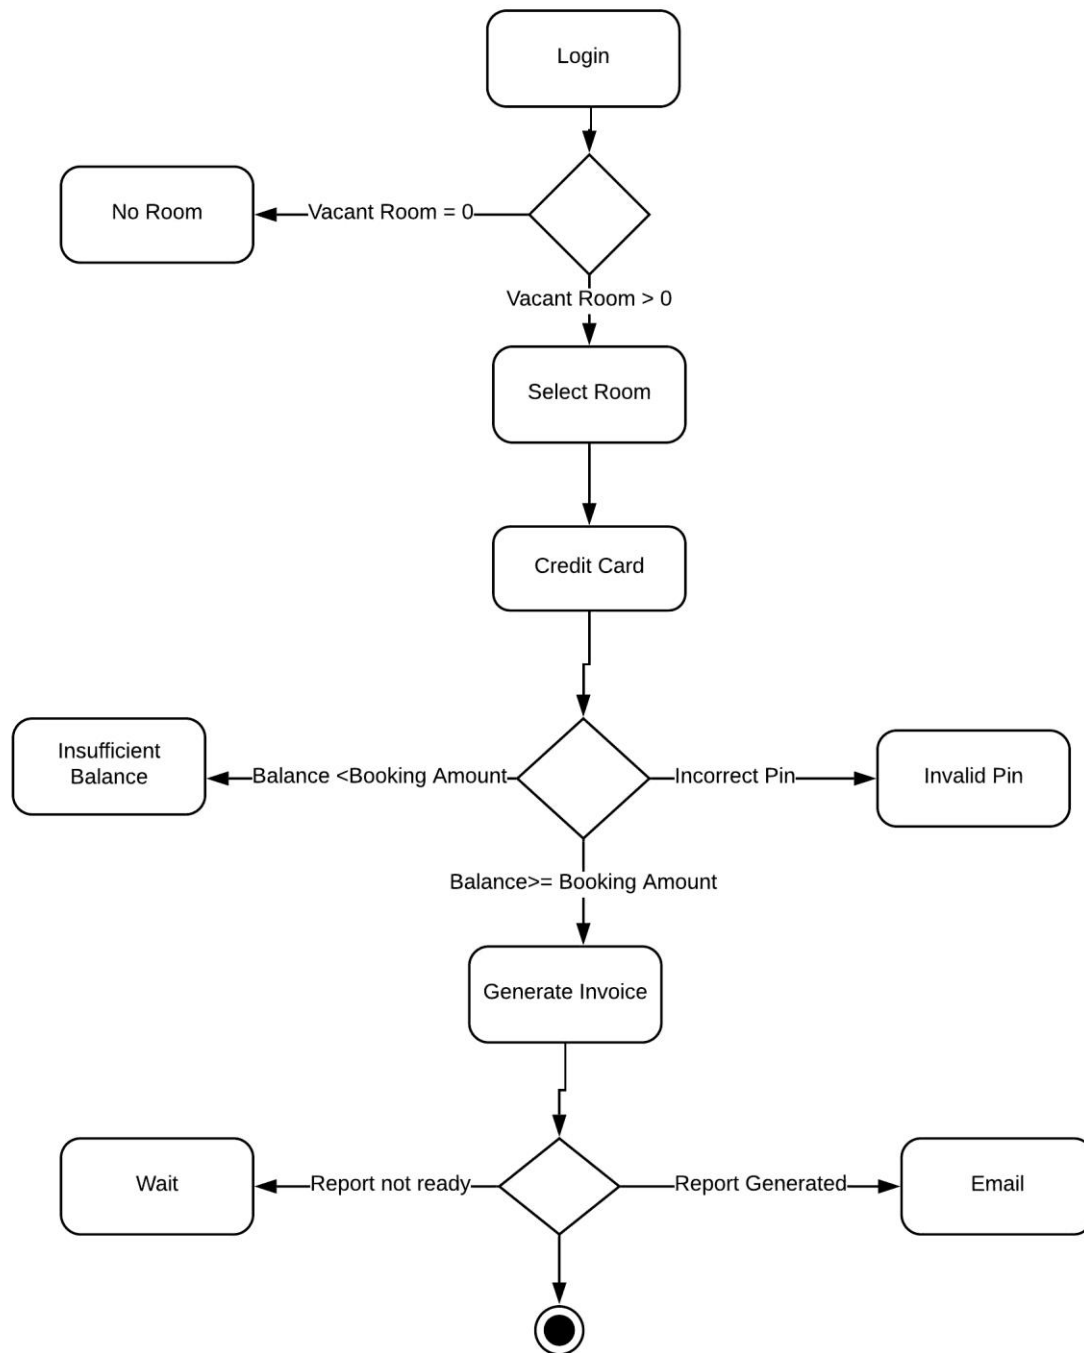 Login
No Room
Vacant Room = 0
Vacant Room > 0
Select Room
Credit Card
Insufficient
Balance
Balance <Booking Amount
Incorrect Pin
Invalid Pin
Balance>= Booking Amount
Generate Invoice
Wait
Report not ready
Report Generated
Email